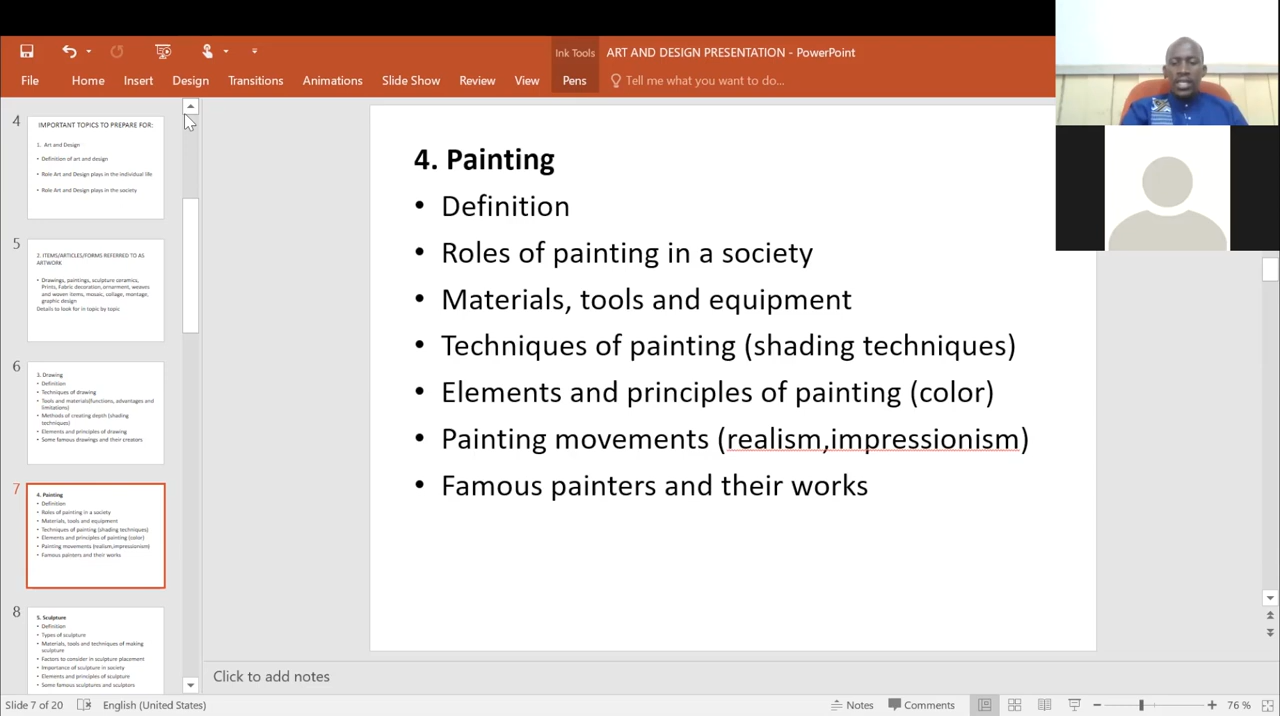 Ink Tools
ART AND DESIGN PRESENTATION - PowerPoint
File
Home
Insert
Design
Transitions
Animations
Slide Show
Review
View
Pens
Tell me what you want to do...
4
IMPORTANT TOPICS TO PREPARE FOR:
1. Art and Design
• Definition of art and design
• Role Art and Design plays in the individual life
• Role Art and Design plays in the society
5
2. ITEMS/ARTICLES/FORMS REFERRED TO AS
ARTWORK
• Drawings, paintings, sculpture ceramics,
Prints, Fabric decoration, ornament, weaves
and woven items, mosaic, collage, montage,
graphic design
Details to look for in topic by topic
6
3. Drawing
• Definition
• Techniques of drawing
• Tools and materials(functions, advantages and
limitations)
• Methods of creating depth (shading
techniques)
• Elements and principles of drawing
• Some famous drawings and their creators
7
4. Painting
• Definition
• Roles of painting in a society
• Materials, tools and equipment
• Techniques of painting (shading techniques)
• Elements and principles of painting (color)
• Painting movements (realism,impressionism)
• Famous painters and their works
8
5. Sculpture
• Definition
• Types of sculpture
• Materials, tools and techniques of making
sculpture
• Factors to consider in sculpture placement
• Importance of sculpture in society
• Elements and principles of sculpture
• Some famous sculptures and sculptors
4. Painting
• Definition
• Roles of painting in a society
• Materials, tools and equipment
• Techniques of painting (shading techniques)
• Elements and principles of painting (color)
• Painting movements (realism,impressionism)
• Famous painters and their works
Click to add notes
Slide 7 of 20
English (United States)
Notes
Comments
76 %